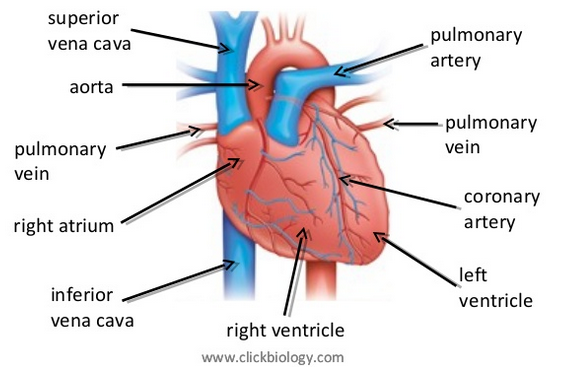 superior
vena cava
pulmonary
artery
aorta
pulmonary
vein
pulmonary
vein
coronary
artery
right atrium
left
ventricle
inferior
vena cava
right ventricle
www.clickbiology.com